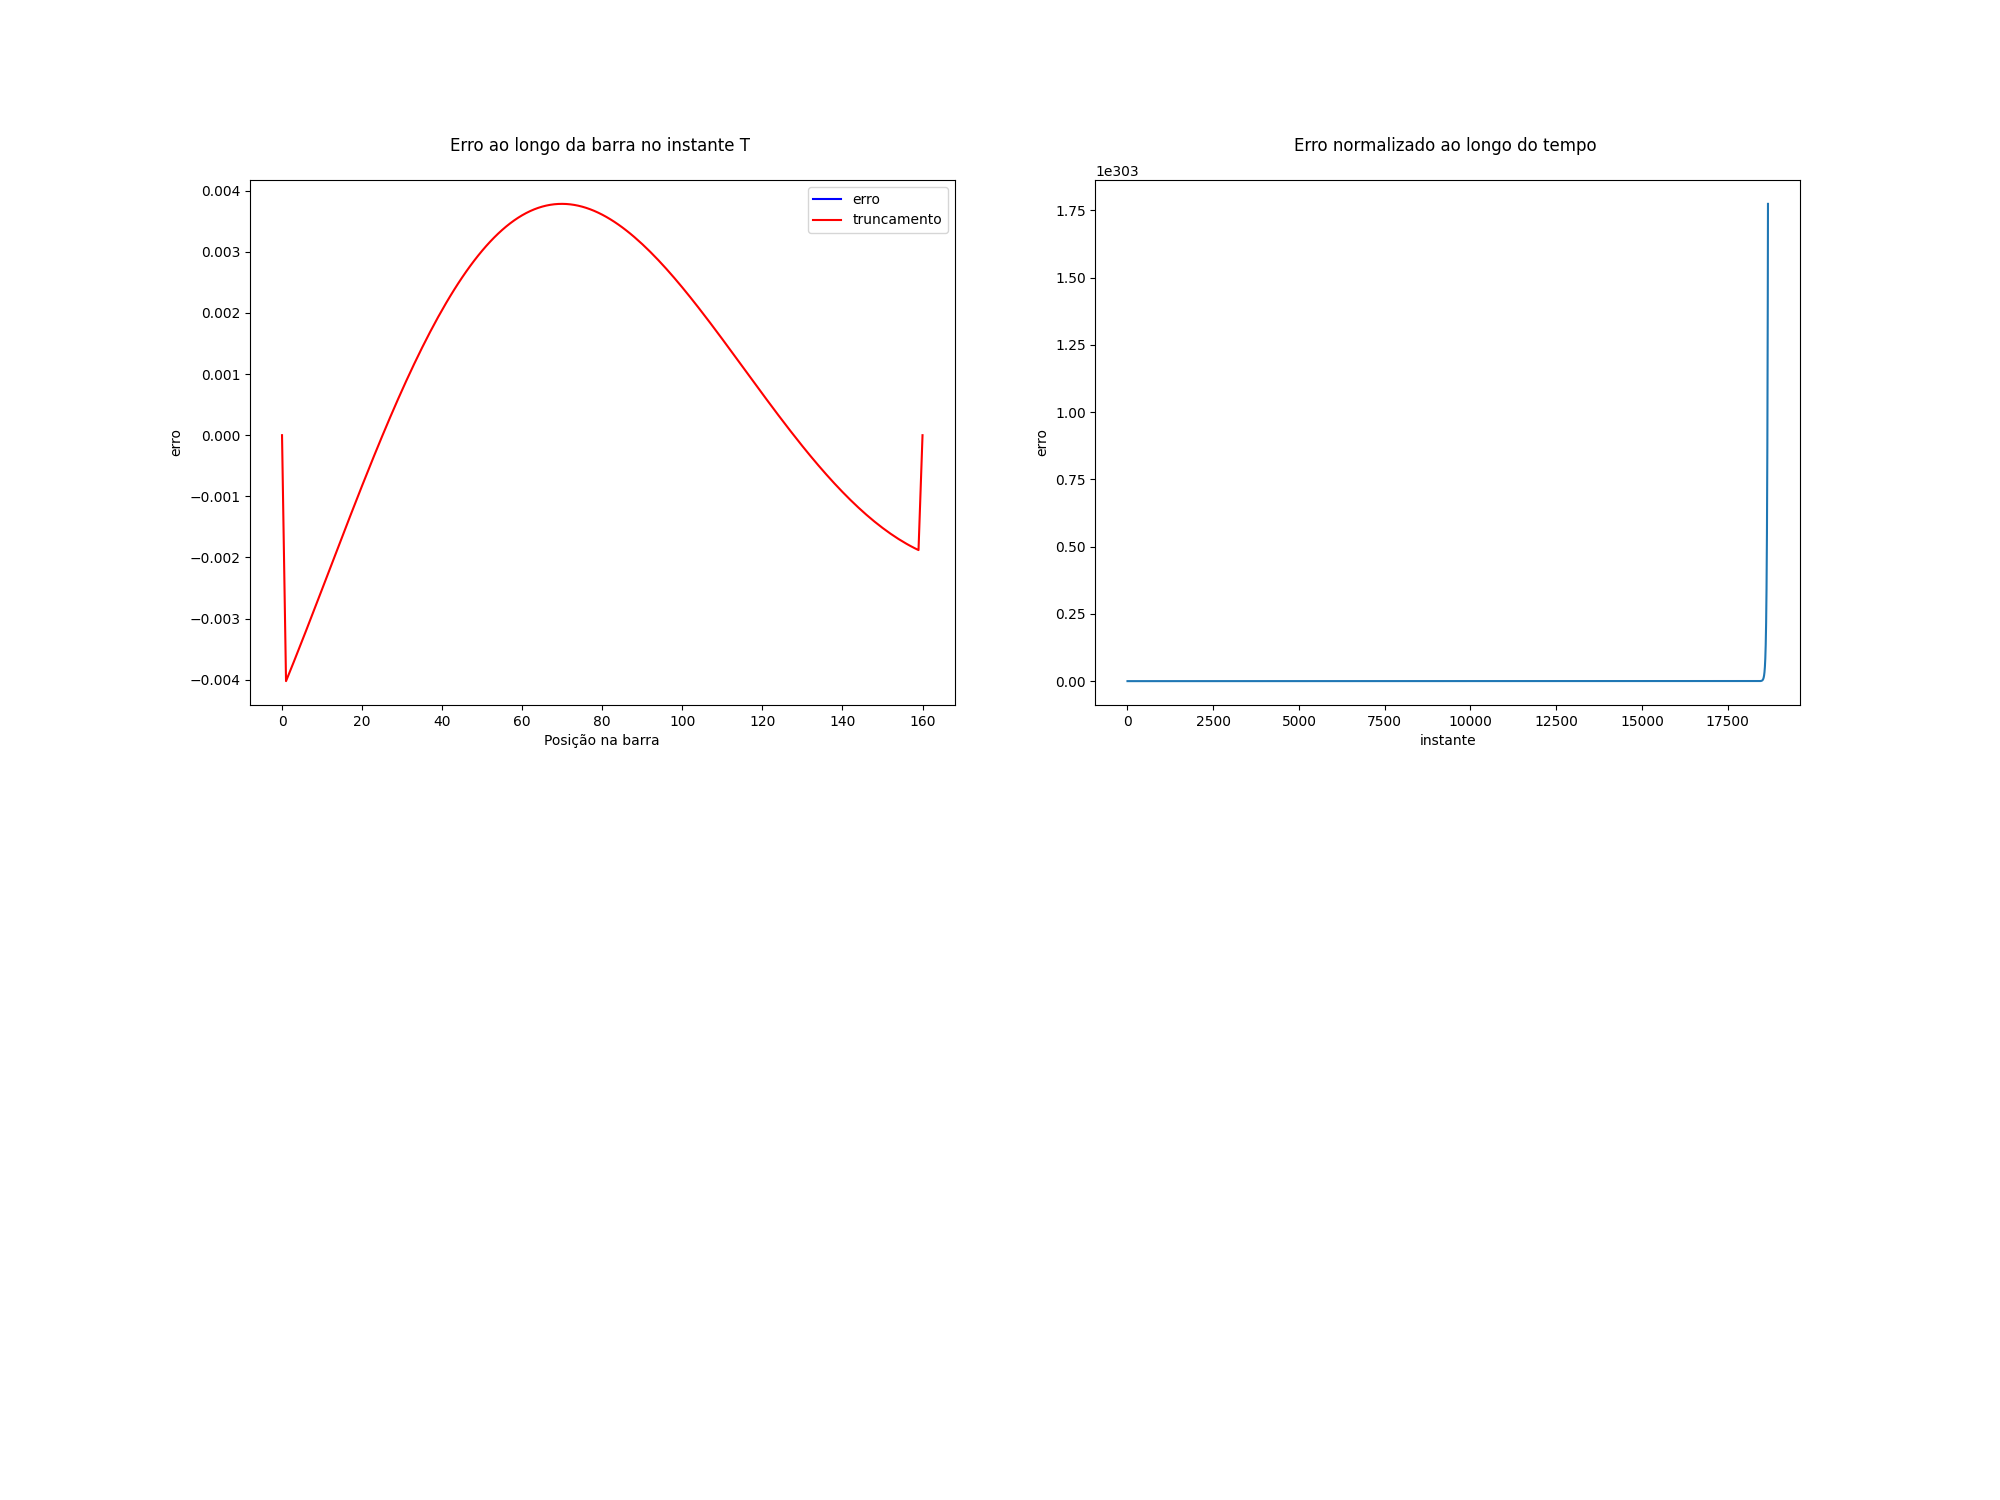 Erro ao longo da barra no instante T
0.004
0.003
0.002
0.001
0.000
−0.001
−0.002
−0.003
−0.004
erro
erro
truncamento
0 20 40 60 80 100 120 140 160
Posição na barra
Erro normalizado ao longo do tempo
1e303
1.75
1.50
1.25
1.00
0.75
0.50
0.25
0.00
erro
0 2500 5000 7500 10000 12500 15000 17500
instante